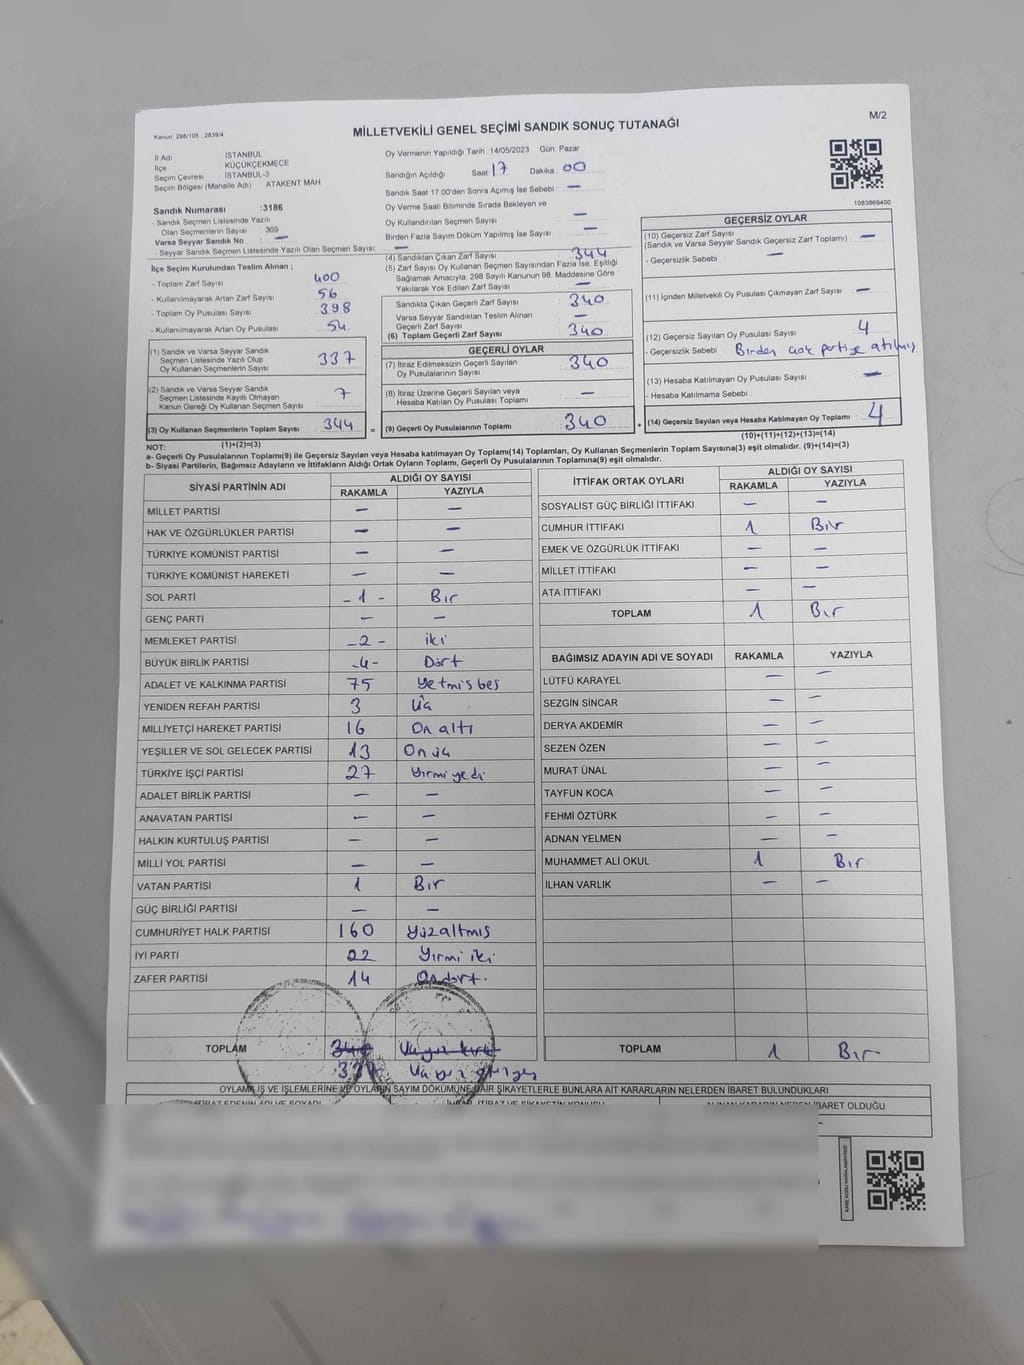 Kanun: 298/105 , 2839/4
MİLLETVEKİLİ GENEL SEÇİMİ SANDIK SONUÇ TUTANAĞI
M/2
İl Adı : İSTANBUL
İlçe : KÜÇÜKÇEKMECE
Seçim Çevresi : İSTANBUL-3
Seçim Bölgesi (Mahalle Adı) ATAKENT MAH
Sandık Numarası :3186
- Sandık Seçmen Listesinde Yazılı
Olan Seçmenlerin Sayısı : 369
Varsa Seyyar Sandık No : —
- Seyyar Sandık Seçmen Listesinde Yazılı Olan Seçmen Sayısı: —
İlçe Seçim Kurulundan Teslim Alınan ;
- Toplam Zarf Sayısı : 400
- Kullanılmayarak Artan Zarf Sayısı : 56
- Toplam Oy Pusulası Sayısı : 398
- Kullanılmayarak Artan Oy Pusulası : 54
(1) Sandık ve Varsa Seyyar Sandık
Seçmen Listesinde Yazılı Olup
Oy Kullanan Seçmenlerin Sayısı : 337
(2) Sandık ve Varsa Seyyar Sandık
Seçmen Listesinde Kayıtlı Olmayan
Kanun Gereği Oy Kullanan Seçmen Sayısı : 7
(3) Oy Kullanan Seçmenlerin Toplam Sayısı : 344 =
(1)+(2)=(3)
Oy Vermenin Yapıldığı Tarih : 14/05/2023 Gün: Pazar
Sandığın Açıldığı Saat 17 Dakika : 00
Sandık Saat 17.00'den Sonra Açılmış İse Sebebi : —
Oy Verme Saati Bitiminde Sırada Bekleyen ve
Oy Kullandırılan Seçmen Sayısı : —
Birden Fazla Sayım Döküm Yapılmış İse Sayısı : —
(4) Sandıktan Çıkan Zarf Sayısı : 344
(5) Zarf Sayısı Oy Kullanan Seçmen Sayısından Fazla İse, Eşitliği
Sağlamak Amacıyla, 298 Sayılı Kanunun 98. Maddesine Göre
Yakılarak Yok Edilen Zarf Sayısı : —
Sandıkta Çıkan Geçerli Zarf Sayısı : 340
Varsa Seyyar Sandıktan Teslim Alınan
Geçerli Zarf Sayısı : —
(6) Toplam Geçerli Zarf Sayısı : 340
GEÇERLİ OYLAR
(7) İtiraz Edilmeksizin Geçerli Sayılan
Oy Pusulalarının Sayısı : 340
(8) İtiraz Üzerine Geçerli Sayılan veya
Hesaba Katılan Oy Pusulası Toplamı : —
(9) Geçerli Oy Pusulalarının Toplamı : 340 +
1083869400
GEÇERSİZ OYLAR
(10) Geçersiz Zarf Sayısı
(Sandık ve Varsa Seyyar Sandık Geçersiz Zarf Toplamı) : —
- Geçersizlik Sebebi : —
(11) İçinden Milletvekili Oy Pusulası Çıkmayan Zarf Sayısı : —
(12) Geçersiz Sayılan Oy Pusulası Sayısı : 4
- Geçersizlik Sebebi : Birden çok partiye atılmış
(13) Hesaba Katılmayan Oy Pusulası Sayısı : —
- Hesaba Katılmama Sebebi :
(14) Geçersiz Sayılan veya Hesaba Katılmayan Oy Toplamı : 4
(10)+(11)+(12)+(13)=(14)
NOT:
a- Geçerli Oy Pusulalarının Toplamı(9) ile Geçersiz Sayılan veya Hesaba katılmayan Oy Toplamı(14) Toplamları, Oy Kullanan Seçmenlerin Toplam Sayısına(3) eşit olmalıdır. (9)+(14)=(3)
b- Siyasi Partilerin, Bağımsız Adayların ve İttifakların Aldığı Ortak Oyların Toplamı, Geçerli Oy Pusulalarının Toplamına(9) eşit olmalıdır.
SİYASİ PARTİNİN ADI ALDIĞI OY SAYISI
RAKAMLA YAZIYLA
MİLLET PARTİSİ — —
HAK VE ÖZGÜRLÜKLER PARTİSİ — —
TÜRKİYE KOMÜNİST PARTİSİ — —
TÜRKİYE KOMÜNİST HAREKETİ — —
SOL PARTİ -1- Bir
GENÇ PARTİ — —
MEMLEKET PARTİSİ -2- iki
BÜYÜK BİRLİK PARTİSİ -4- Dört
ADALET VE KALKINMA PARTİSİ 75 Yetmiş beş
YENİDEN REFAH PARTİSİ 3 Üç
MİLLİYETÇİ HAREKET PARTİSİ 16 On altı
YEŞİLLER VE SOL GELECEK PARTİSİ 13 On üç
TÜRKİYE İŞÇİ PARTİSİ 27 Yirmi yedi
ADALET BİRLİK PARTİSİ — —
ANAVATAN PARTİSİ — —
HALKIN KURTULUŞ PARTİSİ — —
MİLLİ YOL PARTİSİ — —
VATAN PARTİSİ 1 Bir
GÜÇ BİRLİĞİ PARTİSİ — —
CUMHURİYET HALK PARTİSİ 160 Yüzaltmış
İYİ PARTİ 22 Yirmi iki
ZAFER PARTİSİ 14 Ondört.
TOPLAM 340 Üçyüz kırk
İTTİFAK ORTAK OYLARI ALDIĞI OY SAYISI
RAKAMLA YAZIYLA
SOSYALİST GÜÇ BİRLİĞİ İTTİFAKI — —
CUMHUR İTTİFAKI 1 Bir
EMEK VE ÖZGÜRLÜK İTTİFAKI — —
MİLLET İTTİFAKI — —
ATA İTTİFAKI — —
TOPLAM 1 Bir
BAĞIMSIZ ADAYIN ADI VE SOYADI RAKAMLA YAZIYLA
LÜTFÜ KARAYEL — —
SEZGİN SİNCAR — —
DERYA AKDEMİR — —
SEZEN ÖZEN — —
MURAT ÜNAL — —
TAYFUN KOCA — —
FEHMİ ÖZTÜRK — —
ADNAN YELMEN — —
MUHAMMET ALİ OKUL 1 Bir
İLHAN VARLIK — —
TOPLAM 1 Bir
OYLAMA İŞ VE İŞLEMLERİNE VE OYLARIN SAYIM DÖKÜMÜNE DAİR ŞİKAYETLERLE BUNLARA AİT KARARLARIN NELERDEN İBARET BULUNDUKLARI